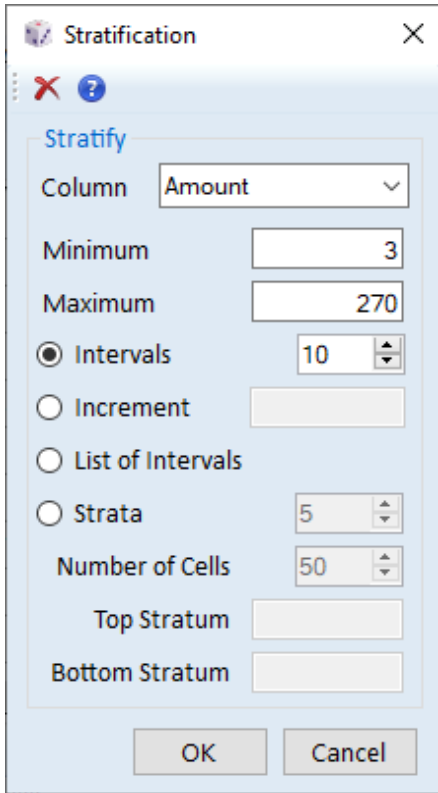 Stratification
Stratify
Column Amount
Minimum 3
Maximum 270
Intervals 10
Increment
List of Intervals
Strata 5
Number of Cells 50
Top Stratum
Bottom Stratum
OK Cancel